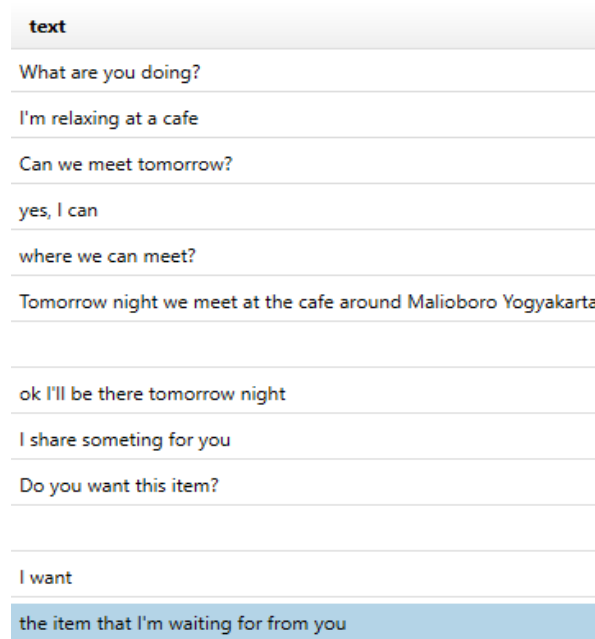 text
What are you doing?
I'm relaxing at a cafe
Can we meet tomorrow?
yes, I can
where we can meet?
Tomorrow night we meet at the cafe around Malioboro Yogyakarta
ok I'll be there tomorrow night
I share someting for you
Do you want this item?
I want
the item that I'm waiting for from you